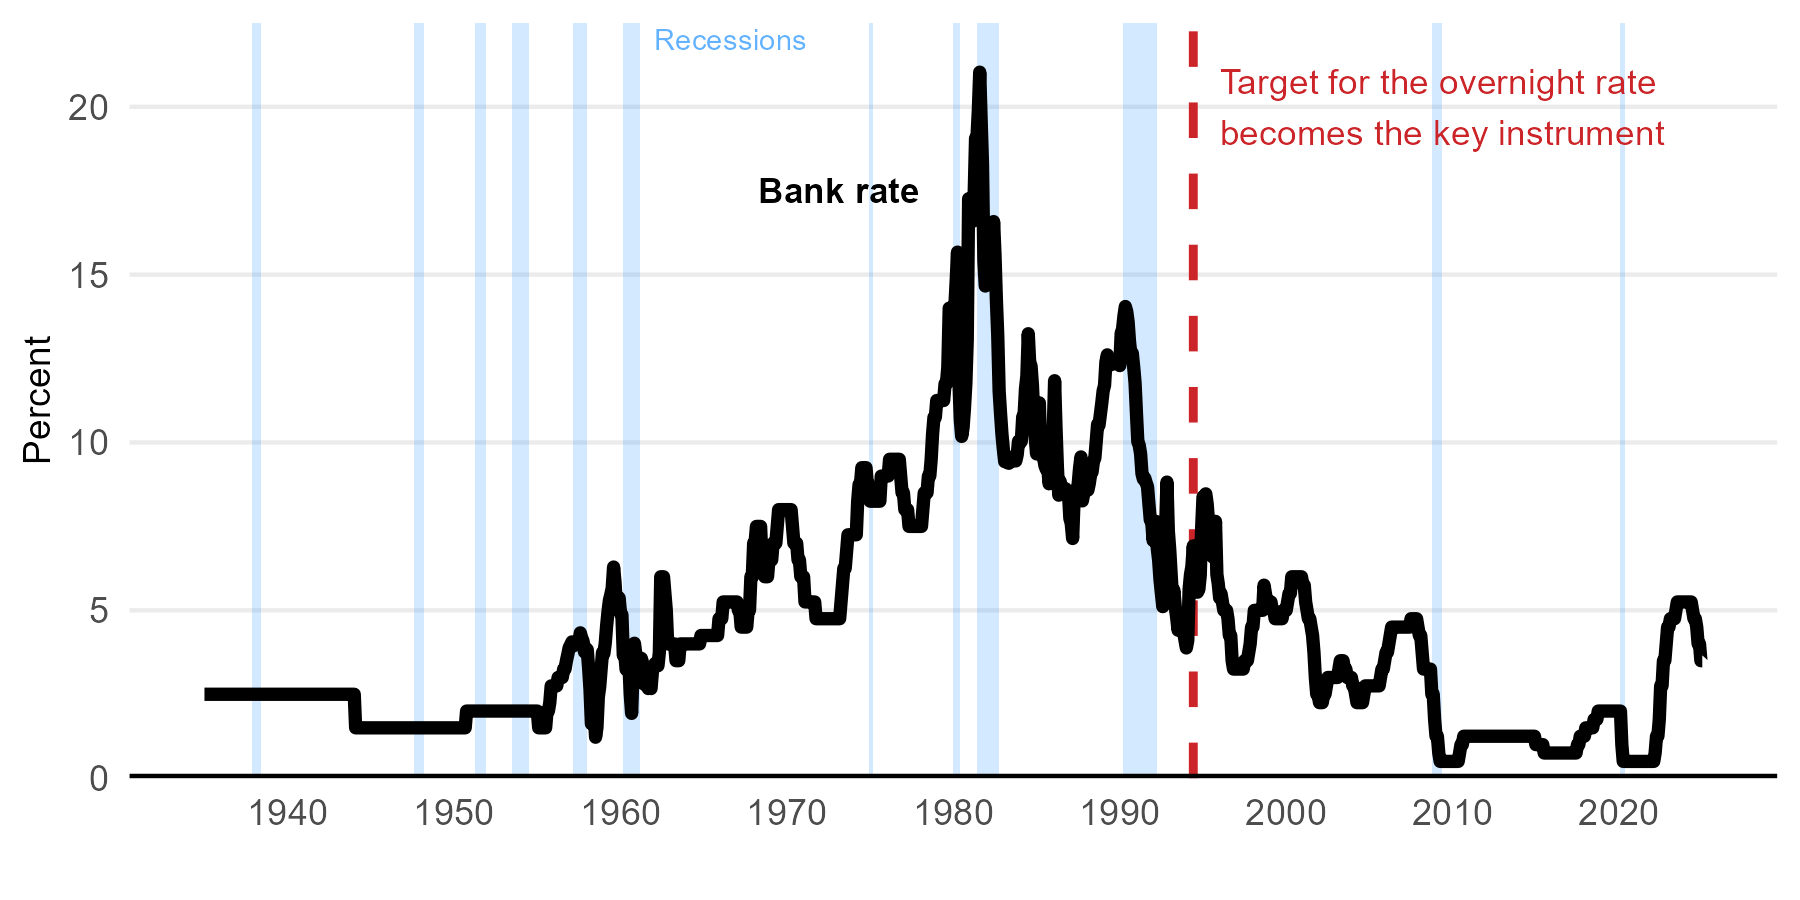 Recessions
Target for the overnight rate
becomes the key instrument
Bank rate
Percent
20
15
10
5
0
1940 1950 1960 1970 1980 1990 2000 2010 2020